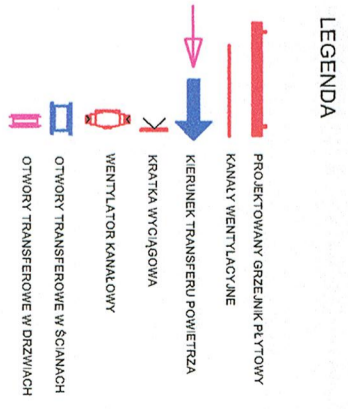 LEGENDA
PROJEKTOWANY GRZEJNIK PŁYTOWY
KANAŁY WENTYLACYJNE
KIERUNEK TRANSFERU POWIETRZA
KRATKA WYCIĄGOWA
WENTYLATOR KANAŁOWY
OTWORY TRANSFEROWE W ŚCIANACH
OTWORY TRANSFEROWE W DRZWIACH